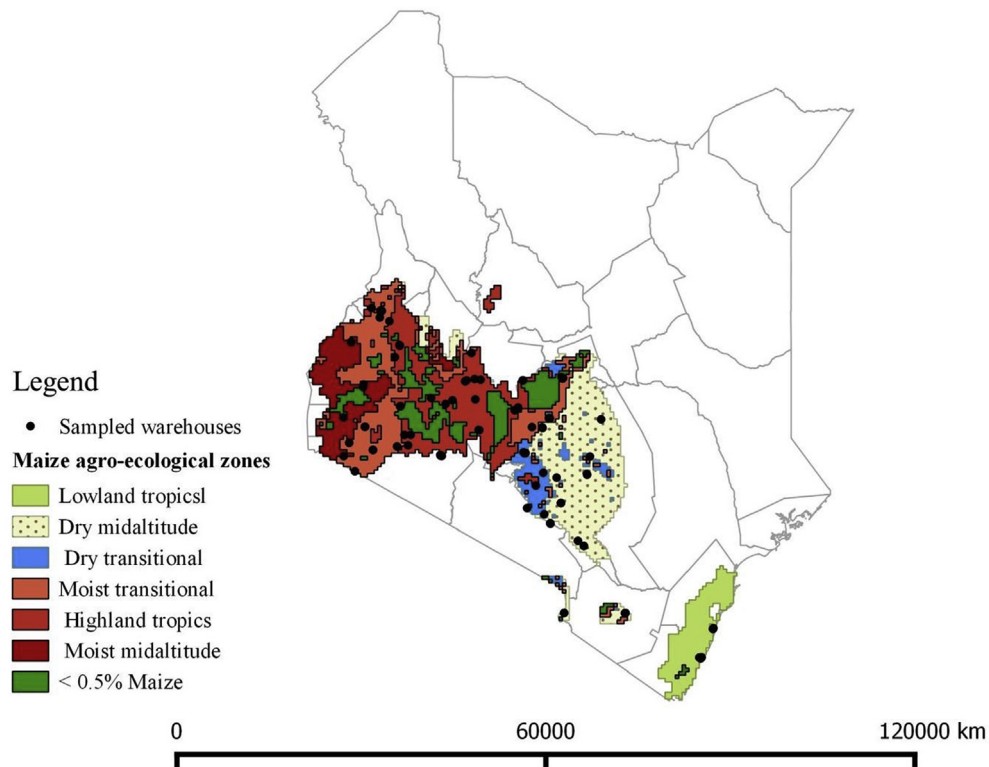 Legend
Sampled warehouses
Maize agro-ecological zones
Lowland tropicsl
Dry midaltitude
Dry transitional
Moist transitional
Highland tropics
Moist midaltitude
< 0.5% Maize
0 60000 120000 km